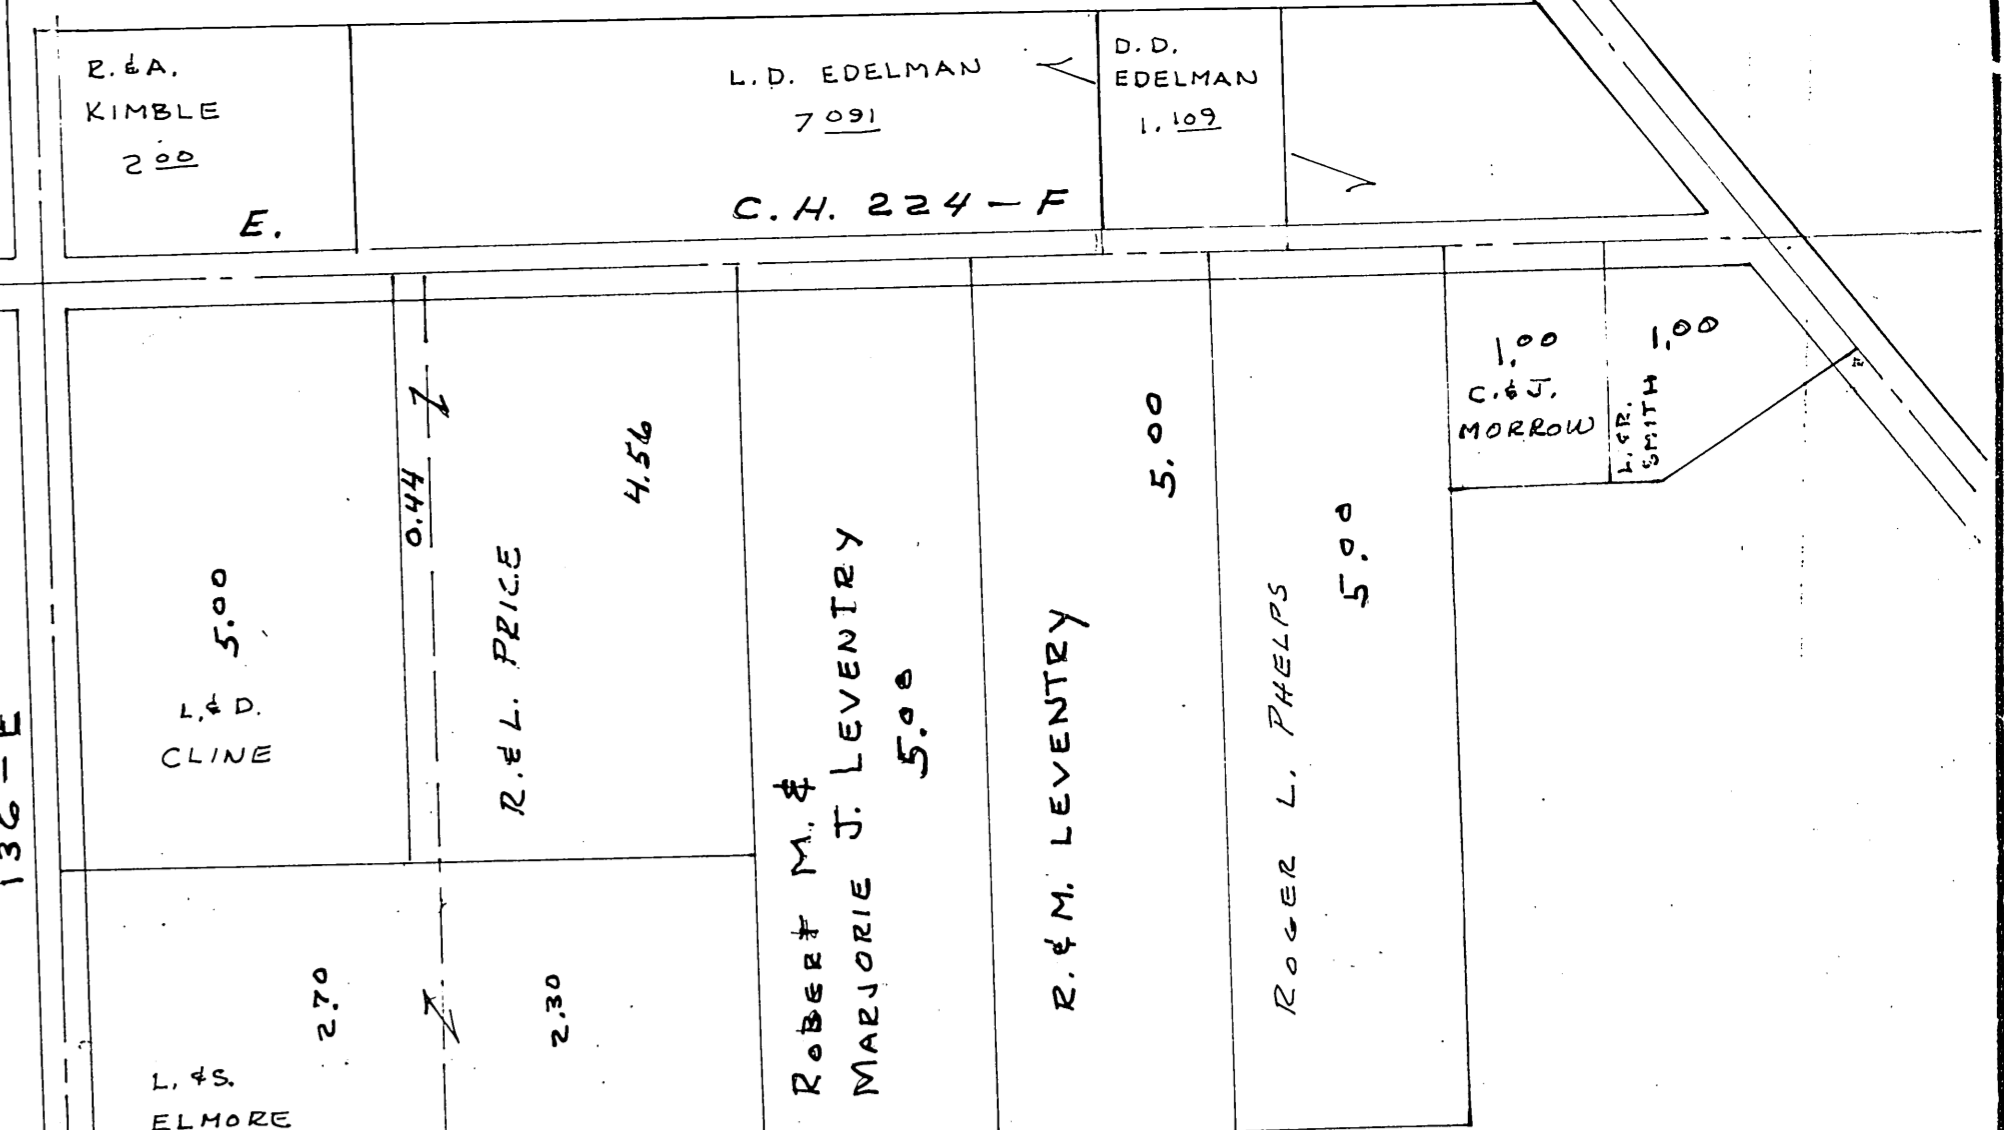 R. & A.
KIMBLE
2 00
E.
L.D. EDELMAN
7 091
C.H. 224-F
D.D.
EDELMAN
1.109
5.00
L. & D.
CLINE
0.44
R. & L. PRICE
4.56
ROBERT M. &
MARJORIE J. LEVENTRY
5.00
R. & M. LEVENTRY
5.00
ROGER L. PHELPS
5.00
1.00
C. & J.
MORROW
L. & R.
SMITH
1.00
136-E
2.70
2.30
L. & S.
ELMORE